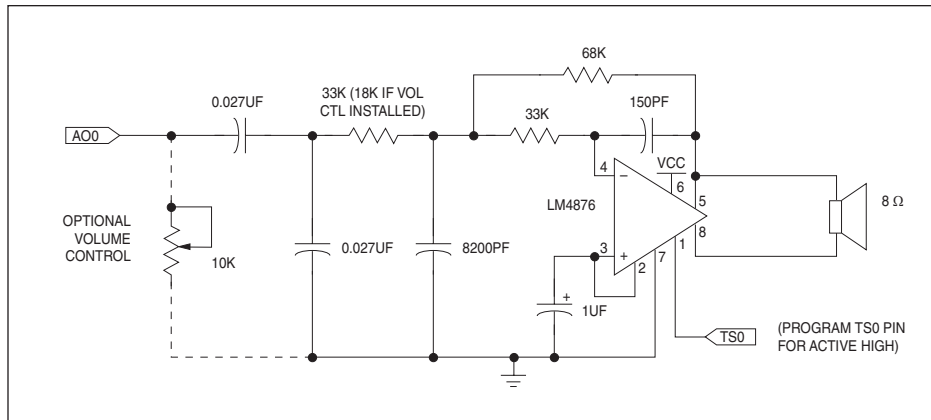 68K
33K (18K IF VOL
CTL INSTALLED)
0.027UF
33K
150PF
AO0
VCC
4
−
6
LM4876
5
8
8 Ω
OPTIONAL
VOLUME
CONTROL
10K
0.027UF
8200PF
3
+
2
7
1
+
1UF
TS0
(PROGRAM TS0 PIN
FOR ACTIVE HIGH)